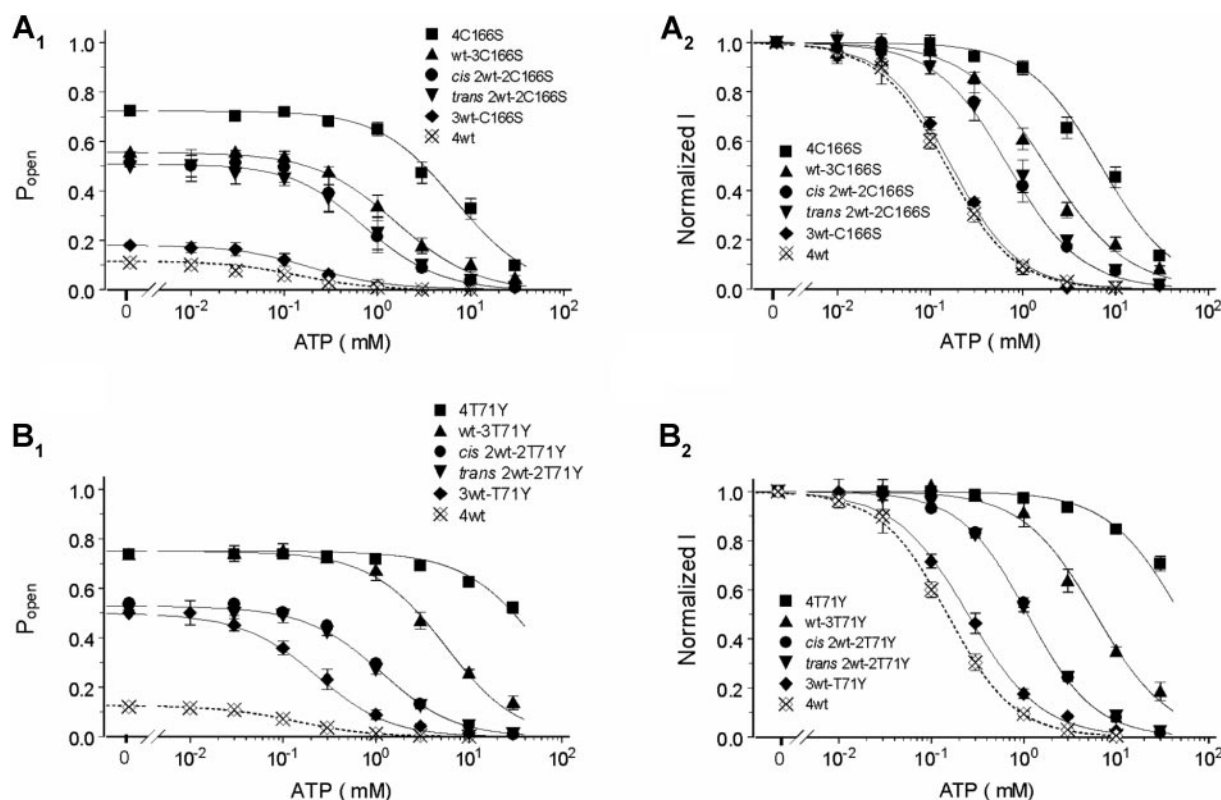 A1
4C166S
wt-3C166S
cis 2wt-2C166S
trans 2wt-2C166S
3wt-C166S
4wt
Popen
1.0
0.8
0.6
0.4
0.2
0.0
0 10-2 10-1 100 101 102
ATP ( mM)
A2
Normalized I
1.0
0.8
0.6
0.4
0.2
0.0
4C166S
wt-3C166S
cis 2wt-2C166S
trans 2wt-2C166S
3wt-C166S
4wt
0 10-2 10-1 100 101 102
ATP ( mM)
B1
4T71Y
wt-3T71Y
cis 2wt-2T71Y
trans 2wt-2T71Y
3wt-T71Y
4wt
Popen
1.0
0.8
0.6
0.4
0.2
0.0
0 10-2 10-1 100 101 102
ATP ( mM)
B2
Normalized I
1.0
0.8
0.6
0.4
0.2
0.0
4T71Y
wt-3T71Y
cis 2wt-2T71Y
trans 2wt-2T71Y
3wt-T71Y
4wt
0 10-2 10-1 100 101 102
ATP ( mM)